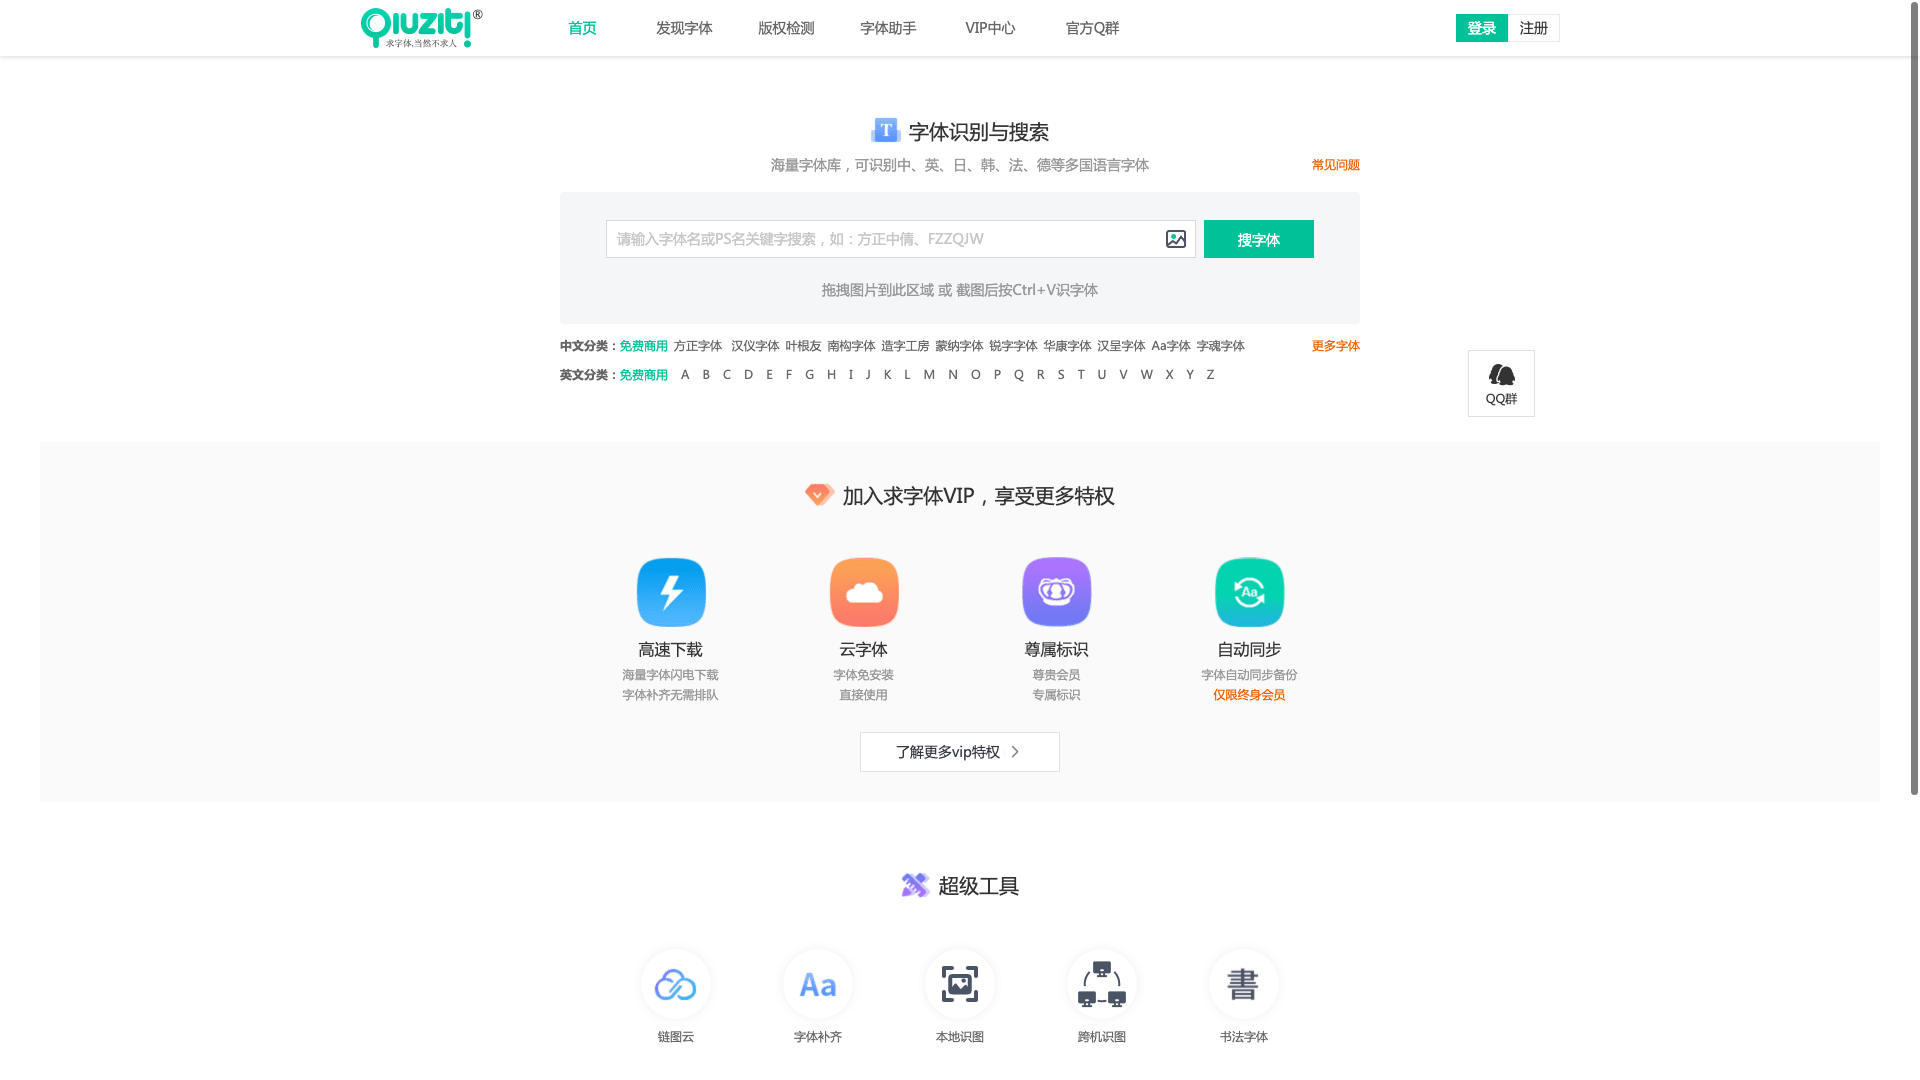 Qiuziti!®
求字体,当然不求人
首页 发现字体 版权检测 字体助手 VIP中心 官方Q群 登录 注册
T 字体识别与搜索
海量字体库，可识别中、英、日、韩、法、德等多国语言字体 常见问题
请输入字体名或PS名关键字搜索，如：方正中倩、FZZQJW 搜字体
拖拽图片到此区域 或 截图后按Ctrl+V识字体
中文分类：免费商用 方正字体 汉仪字体 叶根友 南构字体 造字工房 蒙纳字体 锐字字体 华康字体 汉呈字体 Aa字体 字魂字体 更多字体
英文分类：免费商用 A B C D E F G H I J K L M N O P Q R S T U V W X Y Z
QQ群
加入求字体VIP，享受更多特权
Aa
高速下载 云字体 尊属标识 自动同步
海量字体闪电下载 字体免安装 尊贵会员 字体自动同步备份
字体补齐无需排队 直接使用 专属标识 仅限终身会员
了解更多vip特权
超级工具
Aa 書
链图云 字体补齐 本地识图 跨机识图 书法字体